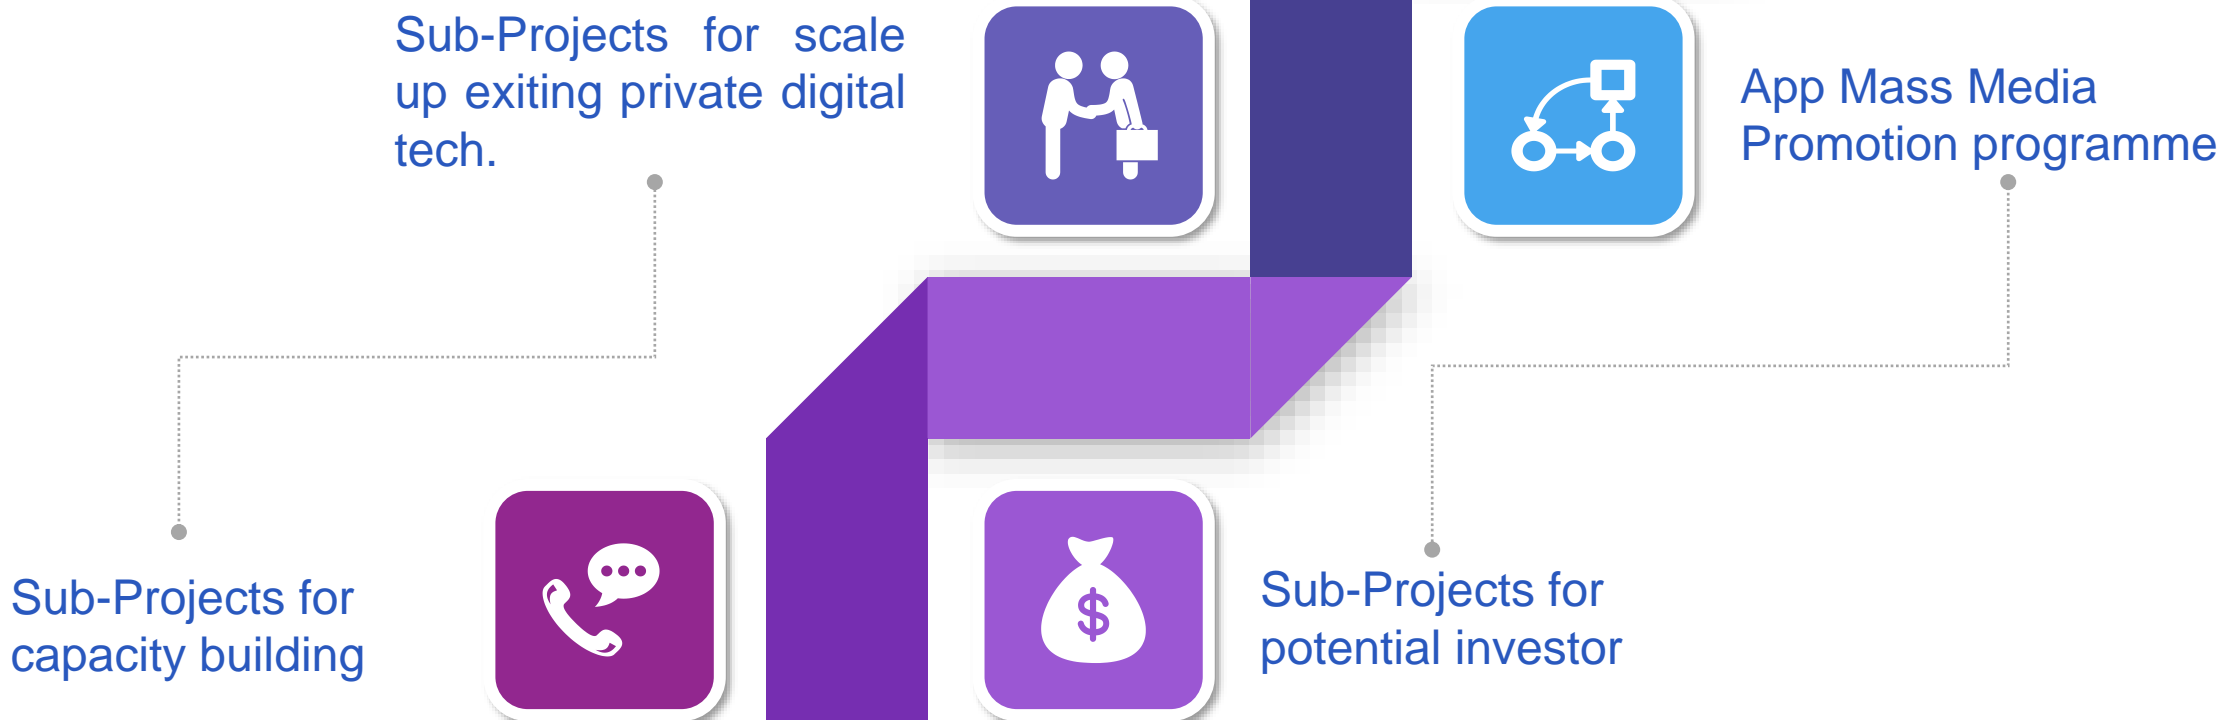 Sub-Projects for scale
up exiting private digital
tech.
App Mass Media
Promotion programme
Sub-Projects for
capacity building
$
Sub-Projects for
potential investor